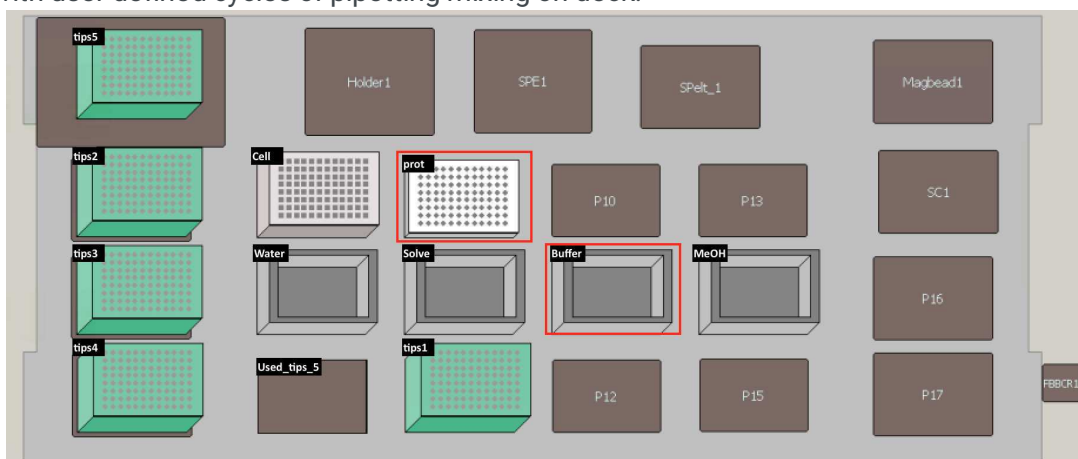 with user defined cycles of pipetting mixing on deck.
tips5
Holder1
SPE1
SPelt_1
Magbead1
tips2
Cell
prot
P10
P13
SC1
tips3
Water
Solve
Buffer
MeOH
P16
tips4
Used_tips_5
tips1
P12
P15
P17
FBBCR1